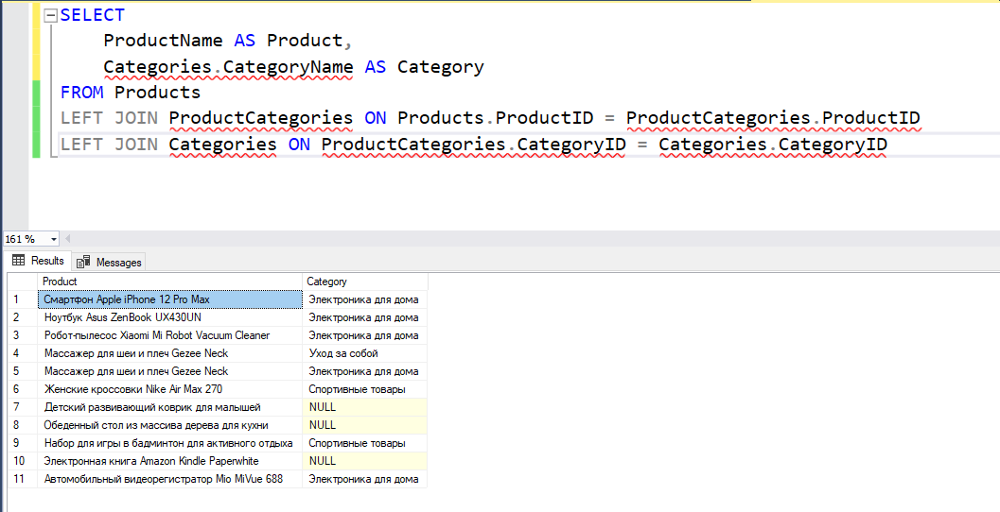 SELECT
ProductName AS Product,
Categories.CategoryName AS Category
FROM Products
LEFT JOIN ProductCategories ON Products.ProductID = ProductCategories.ProductID
LEFT JOIN Categories ON ProductCategories.CategoryID = Categories.CategoryID
161 %
Results Messages
Product Category
1 Смартфон Apple iPhone 12 Pro Max Электроника для дома
2 Ноутбук Asus ZenBook UX430UN Электроника для дома
3 Робот-пылесос Xiaomi Mi Robot Vacuum Cleaner Электроника для дома
4 Массажер для шеи и плеч Gezee Neck Уход за собой
5 Массажер для шеи и плеч Gezee Neck Электроника для дома
6 Женские кроссовки Nike Air Max 270 Спортивные товары
7 Детский развивающий коврик для малышей NULL
8 Обеденный стол из массива дерева для кухни NULL
9 Набор для игры в бадминтон для активного отдыха Спортивные товары
10 Электронная книга Amazon Kindle Paperwhite NULL
11 Автомобильный видеорегистратор Mio MiVue 688 Электроника для дома